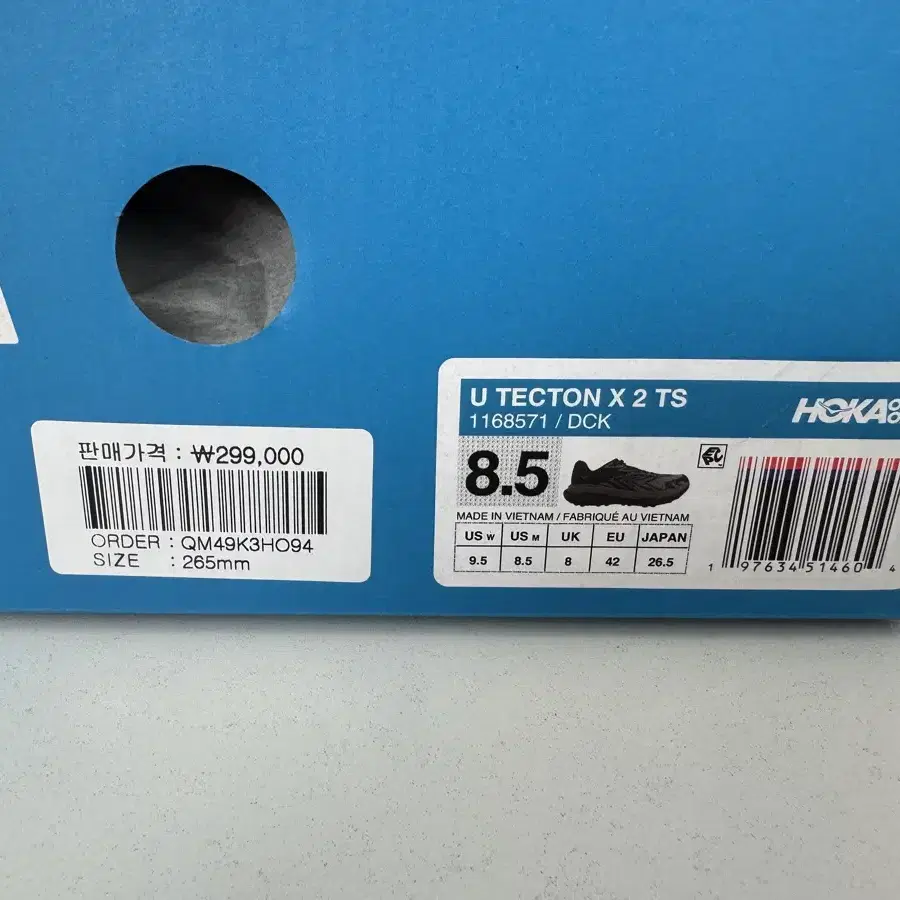 판매가격 : ₩299,000
ORDER : QM49K3HO94
SIZE : 265mm
U TECTON X 2 TS
1168571 / DCK
HOKA
8.5
MADE IN VIETNAM / FABRIQUÉ AU VIETNAM
US W US M UK EU JAPAN
9.5 8.5 8 42 26.5
1 97634 51460 4